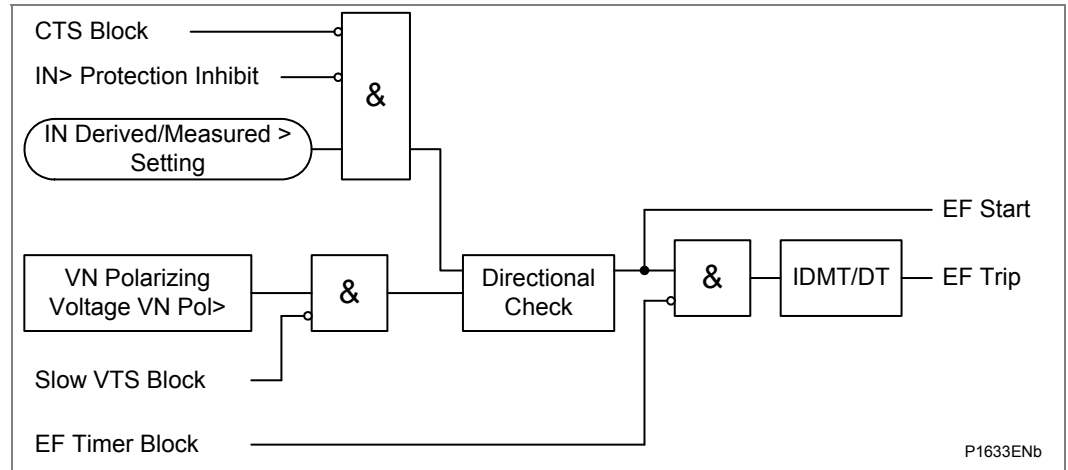 CTS Block
IN> Protection Inhibit
&
IN Derived/Measured >
Setting
EF Start
VN Polarizing
Voltage VN Pol>
&
Directional
Check
&
IDMT/DT
EF Trip
Slow VTS Block
EF Timer Block
P1633ENb